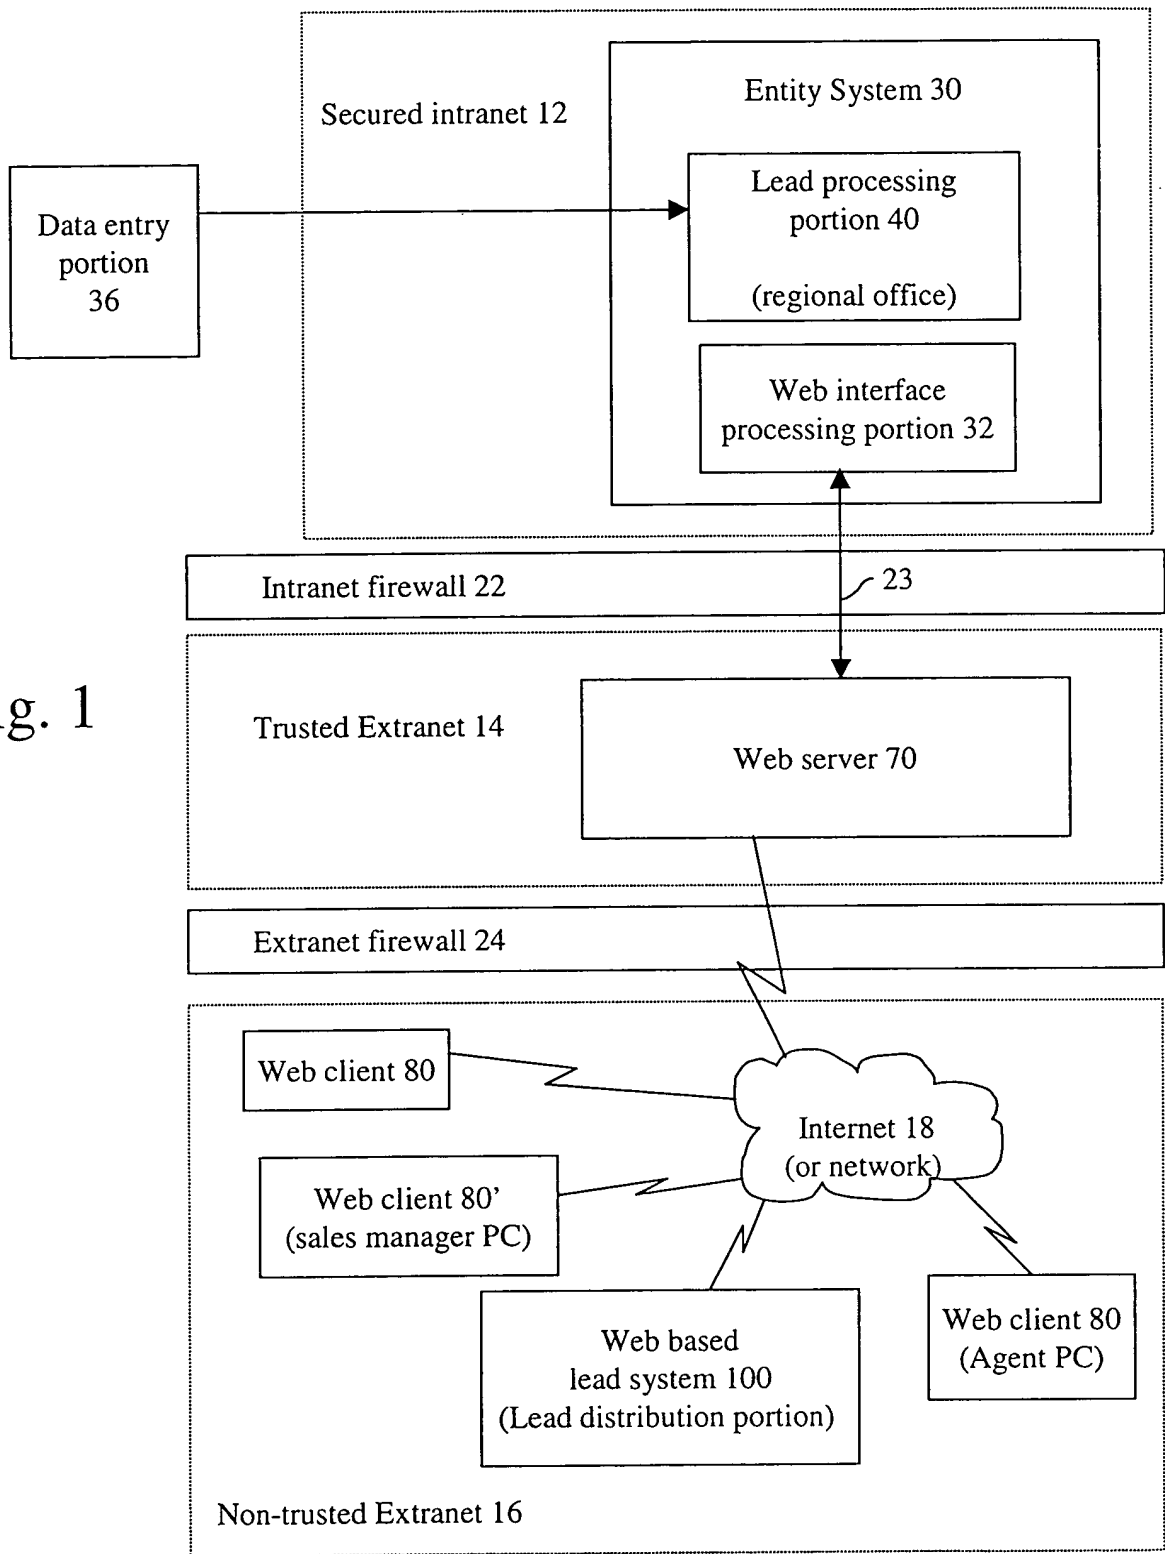 Entity System 30
Secured intranet 12
Lead processing
portion 40
(regional office)
Data entry
portion
36
Web interface
processing portion 32
Intranet firewall 22
23
g. 1
Trusted Extranet 14
Web server 70
Extranet firewall 24
Web client 80
Internet 18
(or network)
Web client 80’
(sales manager PC)
Web client 80
(Agent PC)
Web based
lead system 100
(Lead distribution portion)
Non-trusted Extranet 16